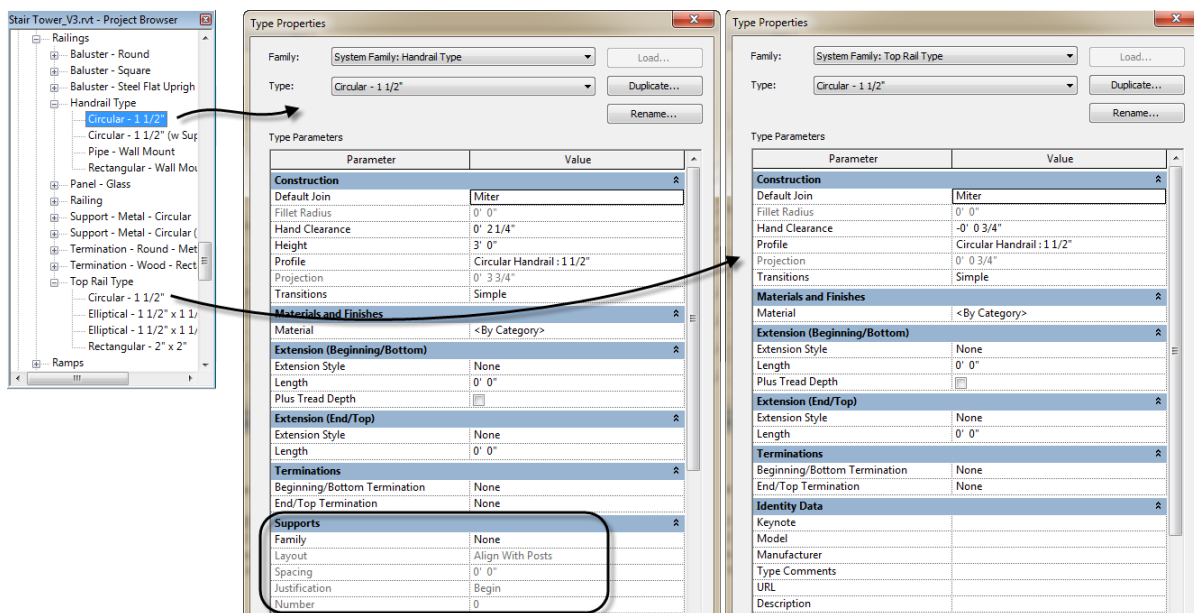 Stair Tower_V3.rvt - Project Browser
Railings
Baluster - Round
Baluster - Square
Baluster - Steel Flat Uprigh
Handrail Type
Circular - 1 1/2"
Circular - 1 1/2" (w Sup
Pipe - Wall Mount
Rectangular - Wall Mou
Panel - Glass
Railing
Support - Metal - Circular
Support - Metal - Circular (
Termination - Round - Met
Termination - Wood - Rect
Top Rail Type
Circular - 1 1/2"
Elliptical - 1 1/2" x 1 1/
Elliptical - 1 1/2" x 1 1/
Rectangular - 2" x 2"
Ramps
Type Properties
Family: System Family: Handrail Type Load...
Type: Circular - 1 1/2" Duplicate...
Rename...
Type Parameters
Parameter Value
Construction
Default Join Miter
Fillet Radius 0' 0"
Hand Clearance 0' 2 1/4"
Height 3' 0"
Profile Circular Handrail : 1 1/2"
Projection 0' 3 3/4"
Transitions Simple
Materials and Finishes
Material <By Category>
Extension (Beginning/Bottom)
Extension Style None
Length 0' 0"
Plus Tread Depth
Extension (End/Top)
Extension Style None
Length 0' 0"
Terminations
Beginning/Bottom Termination None
End/Top Termination None
Supports
Family None
Layout Align With Posts
Spacing 0' 0"
Justification Begin
Number 0
Type Properties
Family: System Family: Top Rail Type Load...
Type: Circular - 1 1/2" Duplicate...
Rename...
Type Parameters
Parameter Value
Construction
Default Join Miter
Fillet Radius 0' 0"
Hand Clearance -0' 0 3/4"
Profile Circular Handrail : 1 1/2"
Projection 0' 0 3/4"
Transitions Simple
Materials and Finishes
Material <By Category>
Extension (Beginning/Bottom)
Extension Style None
Length 0' 0"
Plus Tread Depth
Extension (End/Top)
Extension Style None
Length 0' 0"
Terminations
Beginning/Bottom Termination None
End/Top Termination None
Identity Data
Keynote
Model
Manufacturer
Type Comments
URL
Description